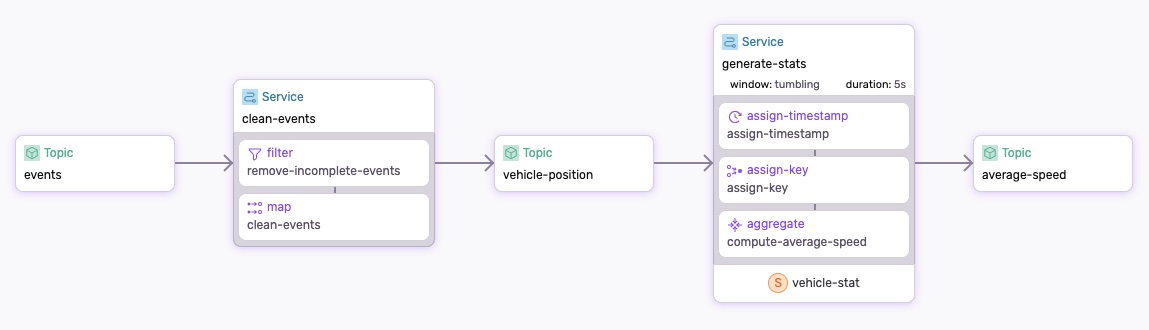 Topic
events
Service
clean-events
filter
remove-incomplete-events
map
clean-events
Topic
vehicle-position
Service
generate-stats
window: tumbling duration: 5s
assign-timestamp
assign-timestamp
assign-key
assign-key
aggregate
compute-average-speed
S vehicle-stat
Topic
average-speed